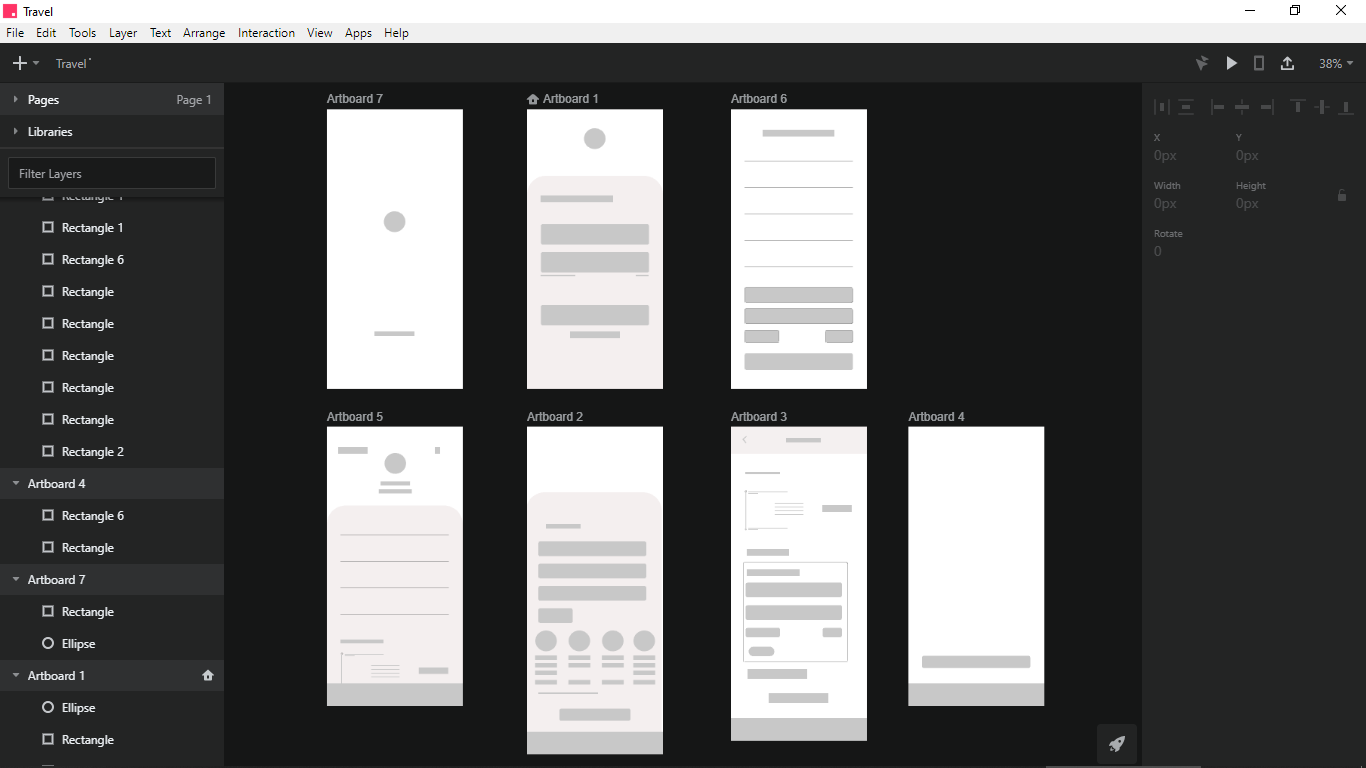 Travel
File Edit Tools Layer Text Arrange Interaction View Apps Help
Travel*
38%
Pages Page 1
Libraries
Filter Layers
Rectangle 1
Rectangle 1
Rectangle 6
Rectangle
Rectangle
Rectangle
Rectangle
Rectangle
Rectangle 2
Artboard 4
Rectangle 6
Rectangle
Artboard 7
Rectangle
Ellipse
Artboard 1
Ellipse
Rectangle
Artboard 7
Artboard 1
Artboard 6
Artboard 5
Artboard 2
Artboard 3
Artboard 4
X Y
0px 0px
Width Height
0px 0px
Rotate
0